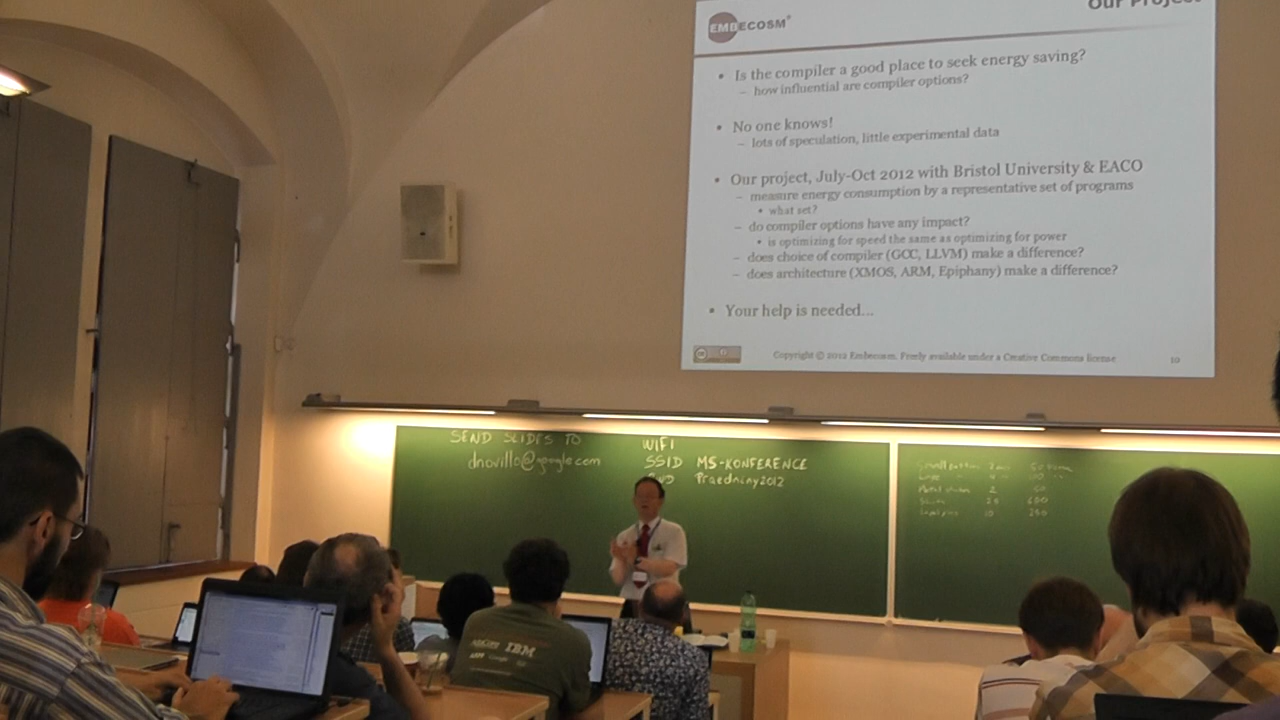 Our Project
EMBECOSM®
• Is the compiler a good place to seek energy saving?
– how influential are compiler options?
• No one knows!
– lots of speculation, little experimental data
• Our project, July-Oct 2012 with Bristol University & EACO
– measure energy consumption by a representative set of programs
• what set?
– do compiler options have any impact?
• is optimizing for speed the same as optimizing for power
– does choice of compiler (GCC, LLVM) make a difference?
– does architecture (XMOS, ARM, Epiphany) make a difference?
• Your help is needed...
Copyright © 2012 Embecosm. Freely available under a Creative Commons license
10
SEND SLIDES TO
dnovillo@google.com
WIFI
SSID MS-KONFERENCE
Praedniny2012
IBM
Google